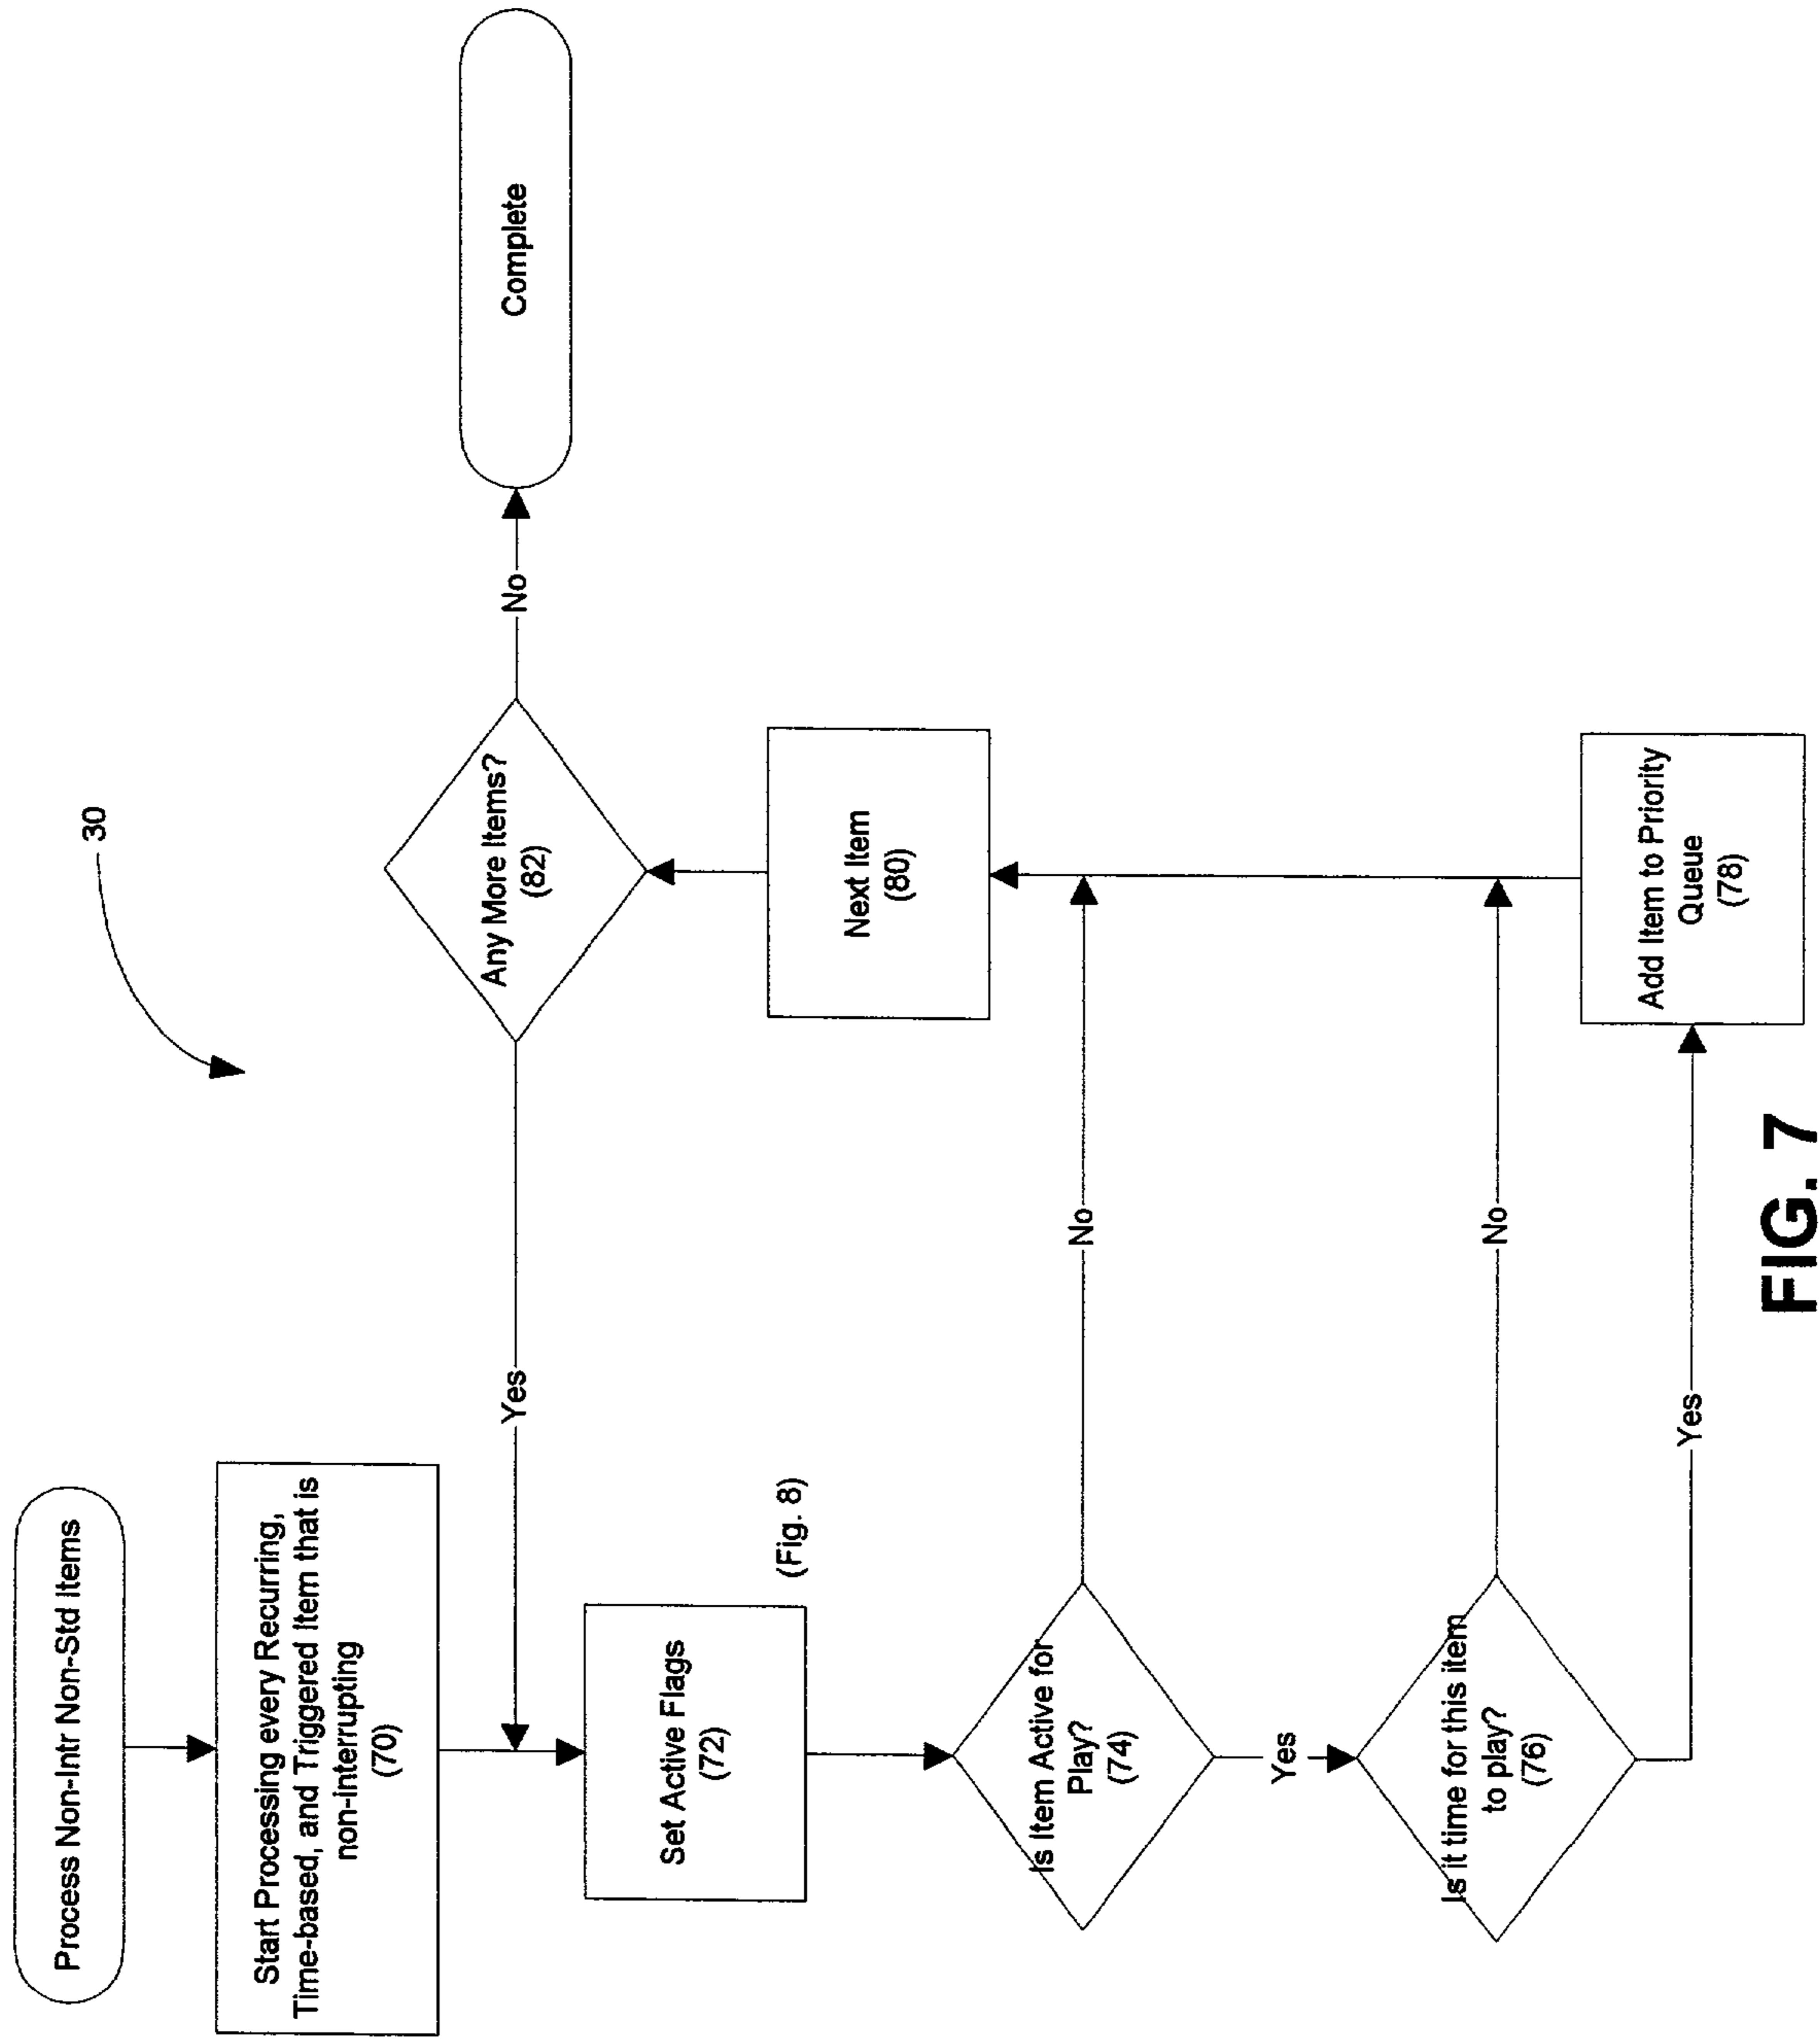 Process Non-Intr Non-Std Items
30
Start Processing every Recurring,
Time-based, and Triggered Item that is
non-interrupting
(70)
Yes
Any More Items?
(82)
No
Complete
Set Active Flags
(72)
(Fig. 8)
Next Item
(80)
Is Item Active for
Play?
(74)
No
Yes
Is it time for this item
to play?
(76)
No
Yes
Add Item to Priority
Queue
(78)
FIG. 7